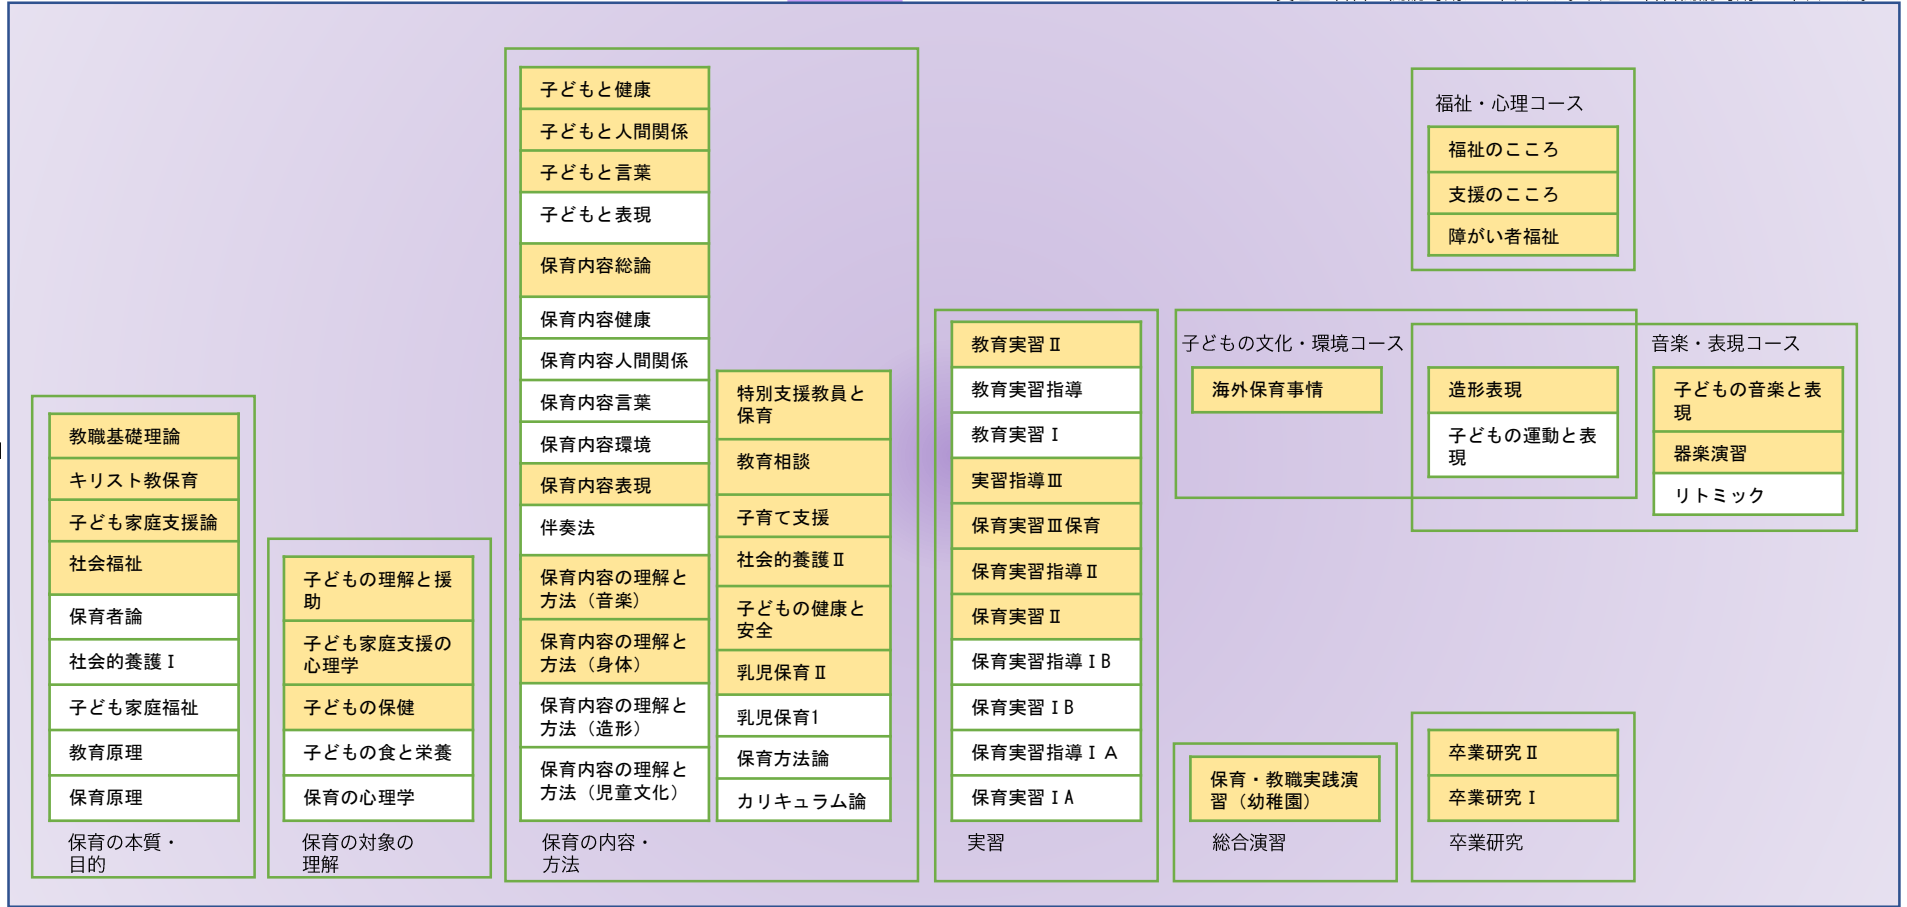 教職基礎理論
キリスト教保育
子ども家庭支援論
社会福祉
保育者論
社会的養護Ⅰ
子ども家庭福祉
教育原理
保育原理
保育の本質・
目的
子どもの理解と援
助
子ども家庭支援の
心理学
子どもの保健
子どもの食と栄養
保育の心理学
保育の対象の
理解
子どもと健康
子どもと人間関係
子どもと言葉
子どもと表現
保育内容総論
保育内容健康
保育内容人間関係
保育内容言葉
保育内容環境
保育内容表現
伴奏法
保育内容の理解と
方法（音楽）
保育内容の理解と
方法（身体）
保育内容の理解と
方法（造形）
保育内容の理解と
方法（児童文化）
特別支援教員と
保育
教育相談
子育て支援
社会的養護Ⅱ
子どもの健康と
安全
乳児保育Ⅱ
乳児保育1
保育方法論
カリキュラム論
保育の内容・
方法
教育実習Ⅱ
教育実習指導
教育実習Ⅰ
実習指導Ⅲ
保育実習Ⅲ保育
保育実習指導Ⅱ
保育実習Ⅱ
保育実習指導ⅠB
保育実習ⅠB
保育実習指導Ⅰ A
保育実習ⅠA
実習
福祉・心理コース
福祉のこころ
支援のこころ
障がい者福祉
子どもの文化・環境コース
海外保育事情
造形表現
子どもの運動と表
現
音楽・表現コース
子どもの音楽と表
現
器楽演習
リトミック
保育・教職実践演
習（幼稚園）
総合演習
卒業研究Ⅱ
卒業研究Ⅰ
卒業研究